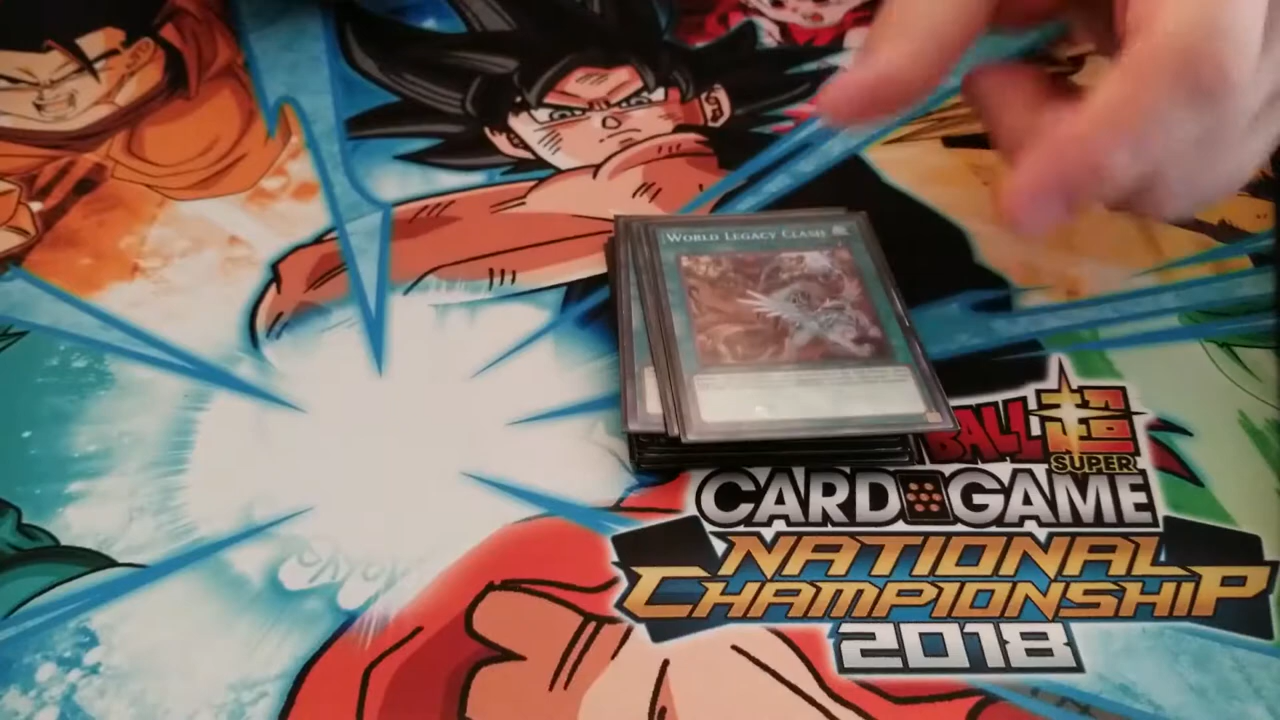 WORLD LEGACY CLASH
BALL
SUPER
CARD GAME
NATIONAL
CHAMPIONSHIP
2018